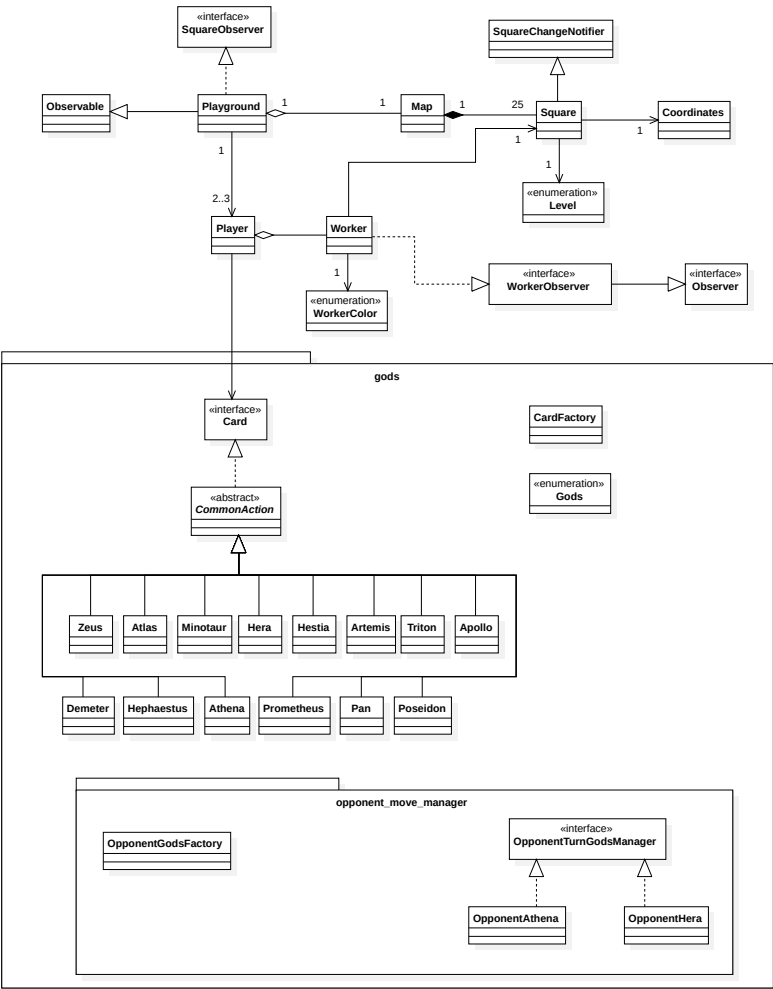 «interface»
SquareObserver
SquareChangeNotifier
Observable
Playground
1
1
Map
1
25
Square
Coordinates
1
1
1
1
«enumeration»
Level
2..3
Player
Worker
1
«interface»
WorkerObserver
«interface»
Observer
«enumeration»
WorkerColor
gods
«interface»
Card
CardFactory
«abstract»
CommonAction
«enumeration»
Gods
Zeus
Atlas
Minotaur
Hera
Hestia
Artemis
Triton
Apollo
Demeter
Hephaestus
Athena
Prometheus
Pan
Poseidon
opponent_move_manager
OpponentGodsFactory
«interface»
OpponentTurnGodsManager
OpponentAthena
OpponentHera